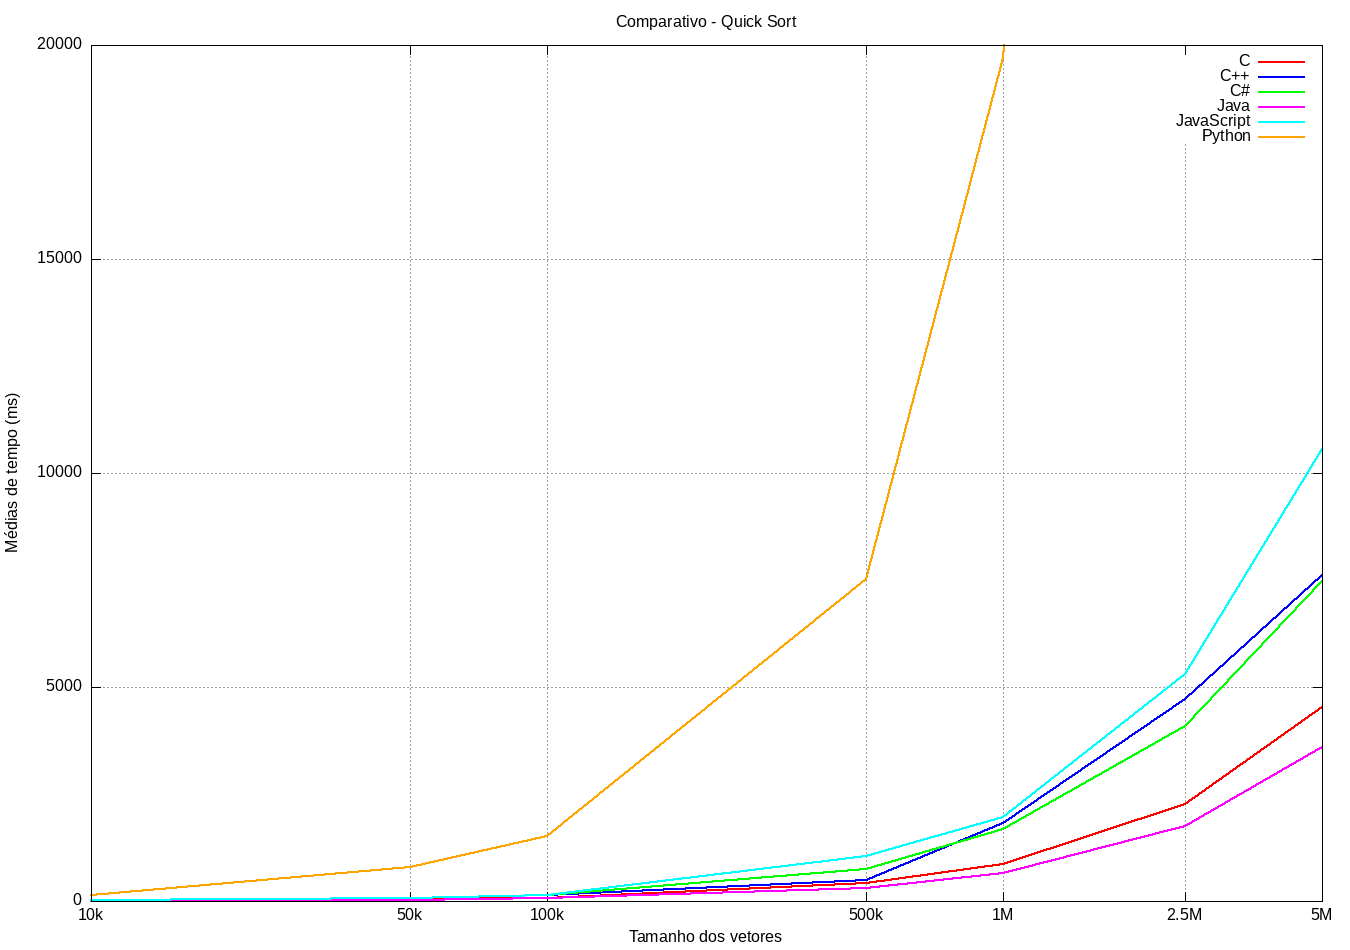 Comparativo - Quick Sort
20000
15000
10000
5000
0
Médias de tempo (ms)
C
C++
C#
Java
JavaScript
Python
10k 50k 100k 500k 1M 2.5M 5M
Tamanho dos vetores